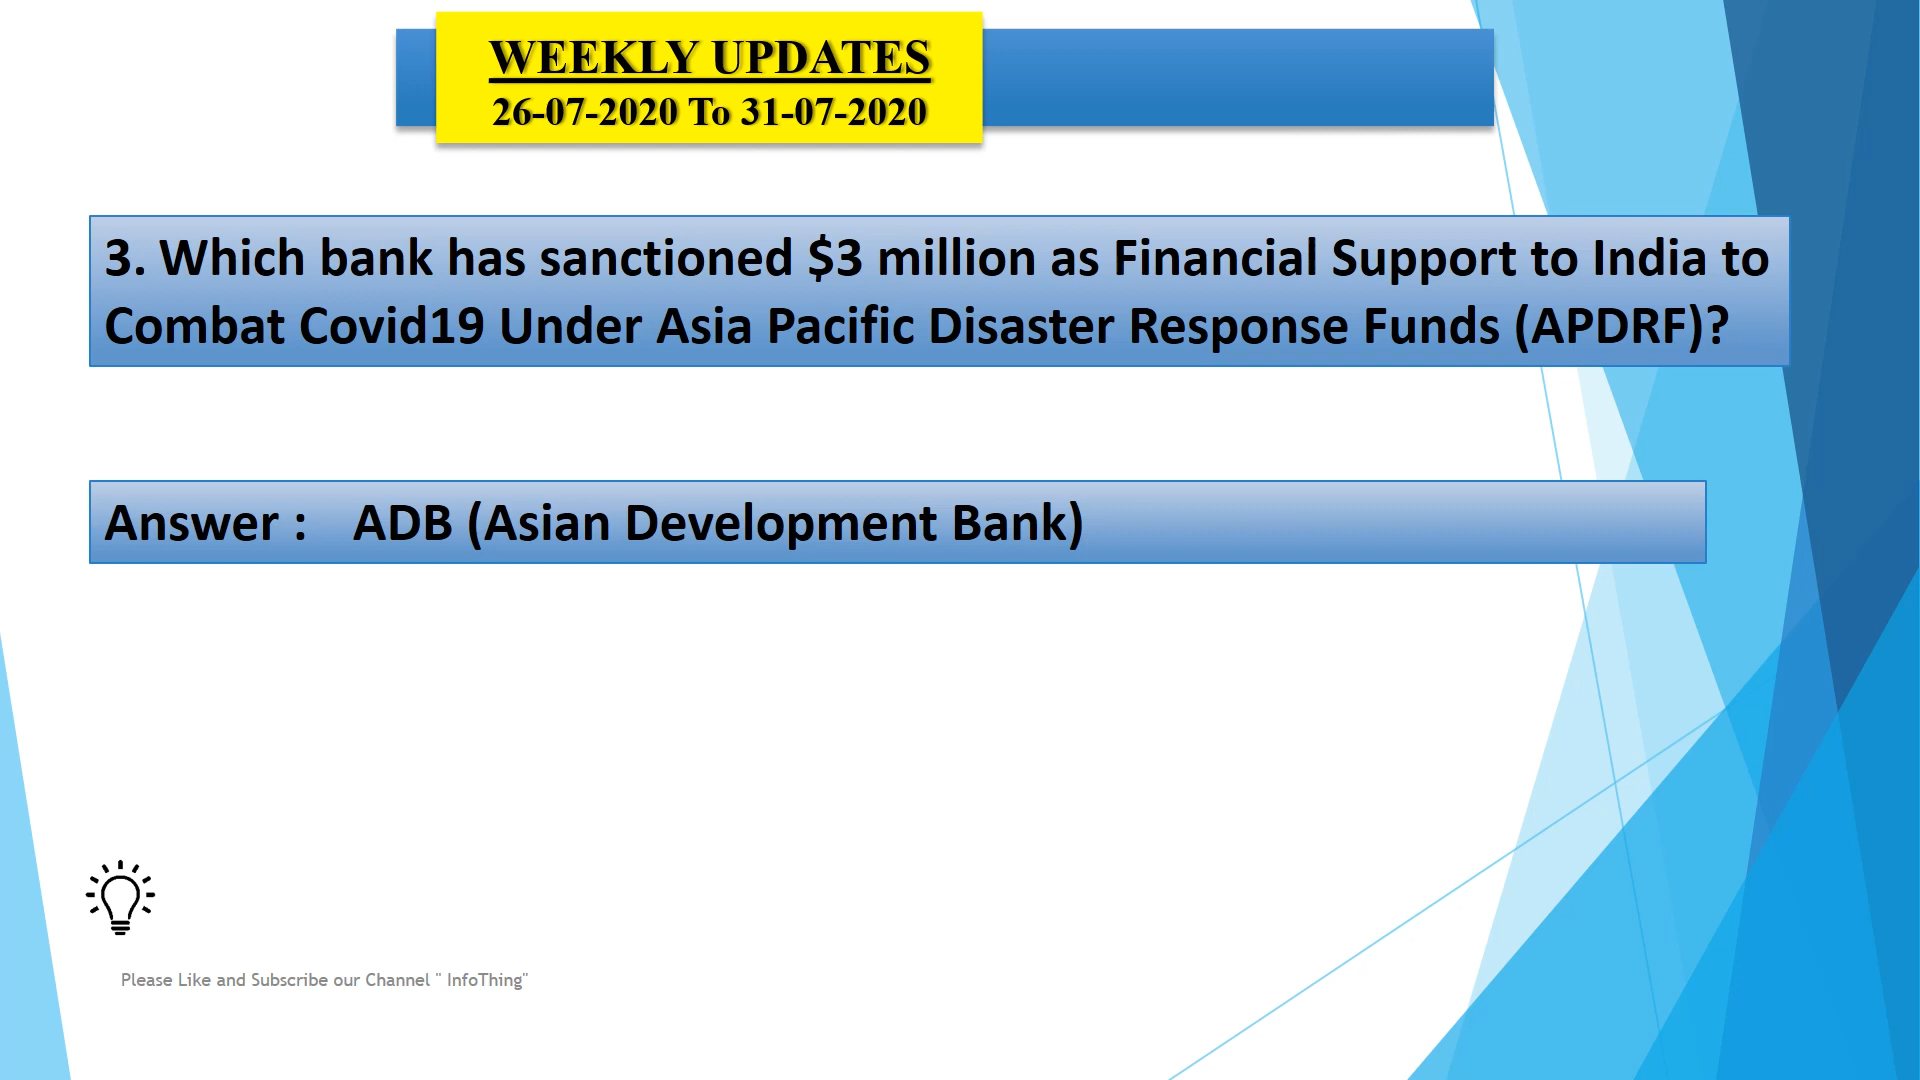 WEEKLY UPDATES
26-07-2020 To 31-07-2020
3. Which bank has sanctioned $3 million as Financial Support to India to
Combat Covid19 Under Asia Pacific Disaster Response Funds (APDRF)?
Answer : ADB (Asian Development Bank)
Please Like and Subscribe our Channel " InfoThing"